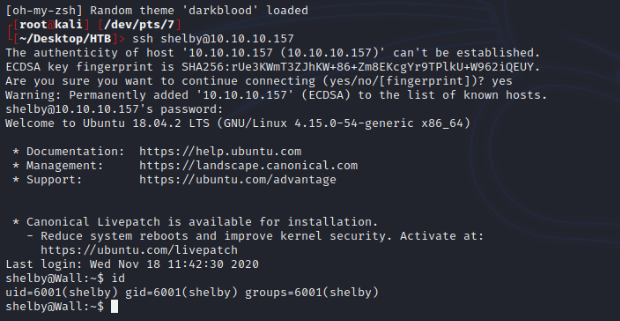 [oh-my-zsh] Random theme 'darkblood' loaded
[root@kali] [/dev/pts/7]
[~/Desktop/HTB]> ssh shelby@10.10.10.157
The authenticity of host '10.10.10.157 (10.10.10.157)' can't be established.
ECDSA key fingerprint is SHA256:rUe3KWmT3ZJhKW+86+Zm8EKcgYr9TPlkU+W962iQEUY.
Are you sure you want to continue connecting (yes/no/[fingerprint])? yes
Warning: Permanently added '10.10.10.157' (ECDSA) to the list of known hosts.
shelby@10.10.10.157's password:
Welcome to Ubuntu 18.04.2 LTS (GNU/Linux 4.15.0-54-generic x86_64)
* Documentation:  https://help.ubuntu.com
* Management:     https://landscape.canonical.com
* Support:        https://ubuntu.com/advantage
* Canonical Livepatch is available for installation.
- Reduce system reboots and improve kernel security. Activate at:
https://ubuntu.com/livepatch
Last login: Wed Nov 18 11:42:30 2020
shelby@Wall:~$ id
uid=6001(shelby) gid=6001(shelby) groups=6001(shelby)
shelby@Wall:~$